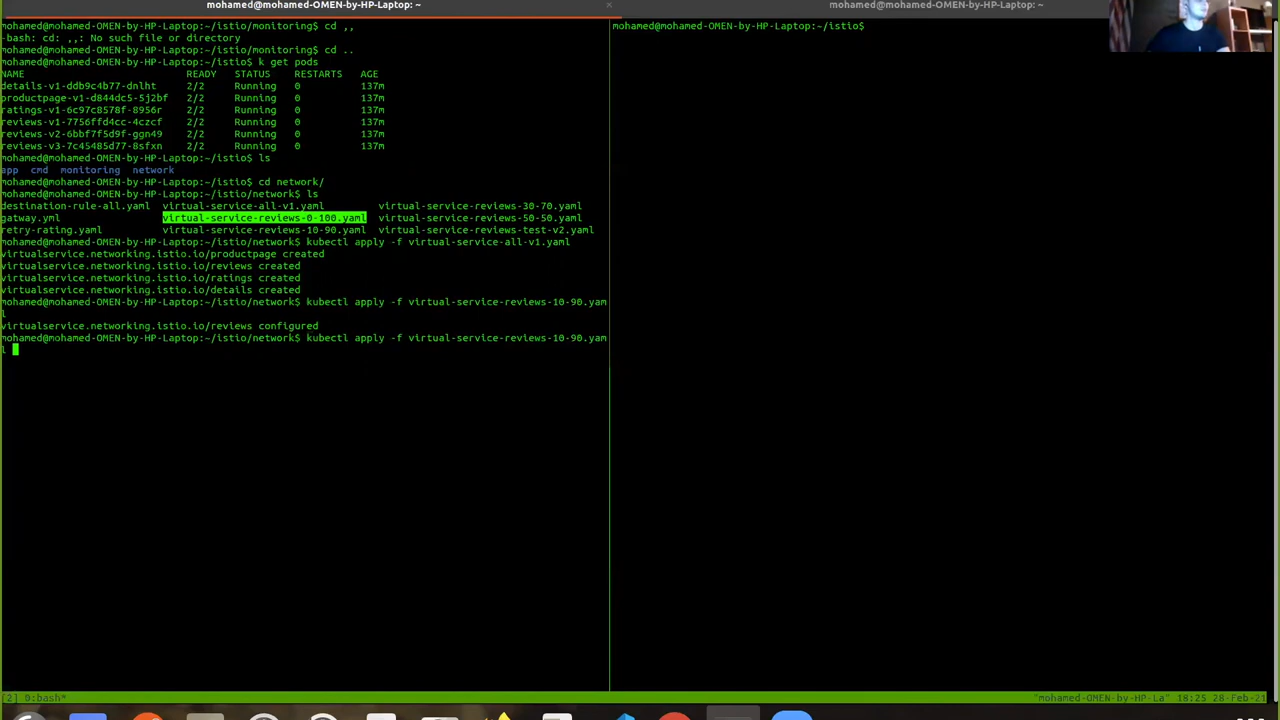 mohamed@mohamed-OMEN-by-HP-Laptop: ~
mohamed@mohamed-OMEN-by-HP-Laptop: ~
mohamed@mohamed-OMEN-by-HP-Laptop:~/istio/monitoring$ cd ,,
-bash: cd: ,,: No such file or directory
mohamed@mohamed-OMEN-by-HP-Laptop:~/istio/monitoring$ cd ..
mohamed@mohamed-OMEN-by-HP-Laptop:~/istio$ k get pods
NAME READY STATUS RESTARTS AGE
details-v1-ddb9c4b77-dnlht 2/2 Running 0 137m
productpage-v1-d844dc5-5j2bf 2/2 Running 0 137m
ratings-v1-6c97c8578f-8956r 2/2 Running 0 137m
reviews-v1-7756ffd4cc-4czcf 2/2 Running 0 137m
reviews-v2-6bbf7f5d9f-ggn49 2/2 Running 0 137m
reviews-v3-7c45485d77-8sfxn 2/2 Running 0 137m
mohamed@mohamed-OMEN-by-HP-Laptop:~/istio$ ls
app cmd monitoring network
mohamed@mohamed-OMEN-by-HP-Laptop:~/istio$ cd network/
mohamed@mohamed-OMEN-by-HP-Laptop:~/istio/network$ ls
destination-rule-all.yaml virtual-service-all-v1.yaml virtual-service-reviews-30-70.yaml
gatway.yml virtual-service-reviews-0-100.yaml virtual-service-reviews-50-50.yaml
retry-rating.yaml virtual-service-reviews-10-90.yaml virtual-service-reviews-test-v2.yaml
mohamed@mohamed-OMEN-by-HP-Laptop:~/istio/network$ kubectl apply -f virtual-service-all-v1.yaml
virtualservice.networking.istio.io/productpage created
virtualservice.networking.istio.io/reviews created
virtualservice.networking.istio.io/ratings created
virtualservice.networking.istio.io/details created
mohamed@mohamed-OMEN-by-HP-Laptop:~/istio/network$ kubectl apply -f virtual-service-reviews-10-90.yam
l
virtualservice.networking.istio.io/reviews configured
mohamed@mohamed-OMEN-by-HP-Laptop:~/istio/network$ kubectl apply -f virtual-service-reviews-10-90.yam
l
mohamed@mohamed-OMEN-by-HP-Laptop:~/istio$
[2] 0:bash* "mohamed-OMEN-by-HP-La" 18:25 28-Feb-21